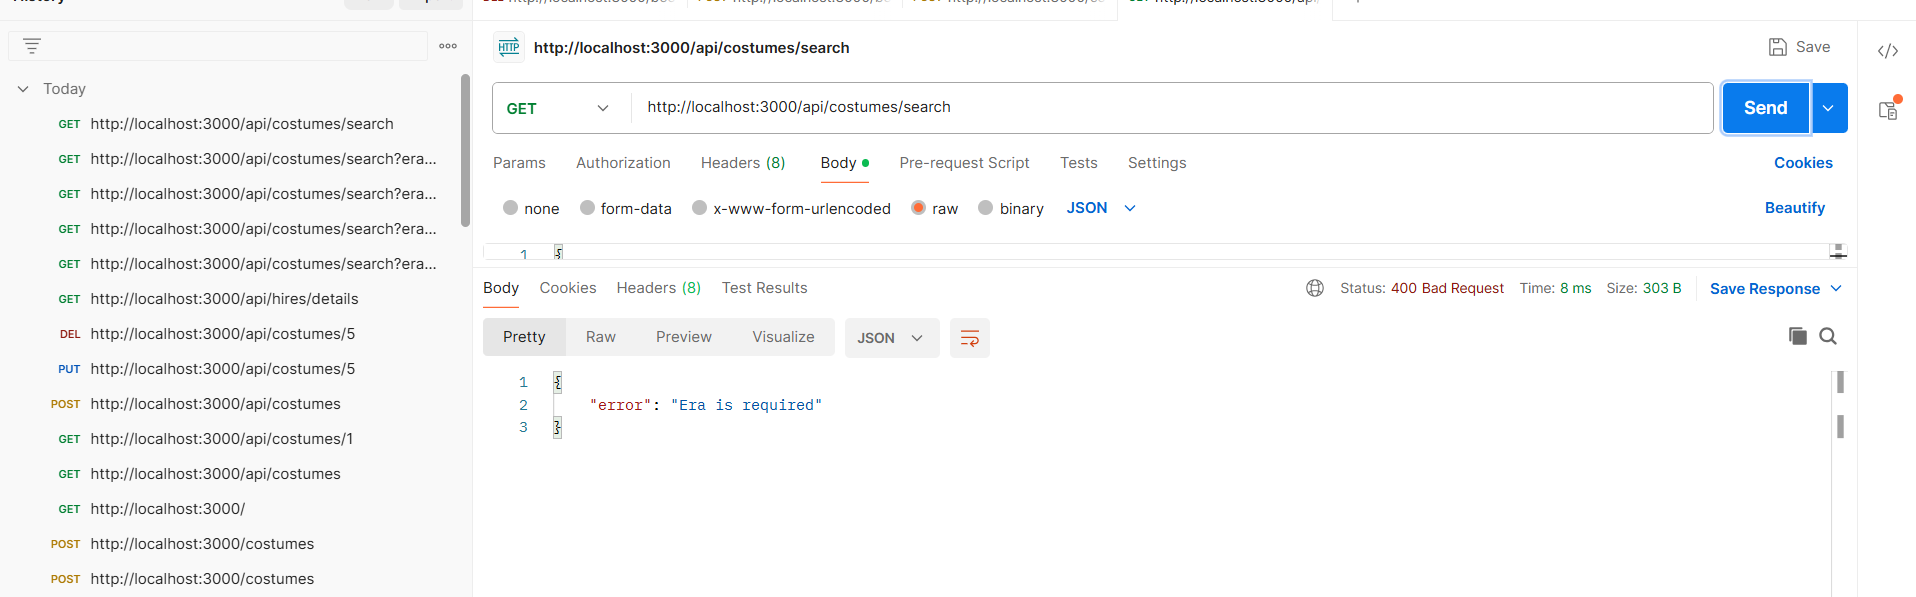 http://localhost:3000/api/costumes/search
Save
Today
GET http://localhost:3000/api/costumes/search
GET http://localhost:3000/api/costumes/search?era...
GET http://localhost:3000/api/costumes/search?era...
GET http://localhost:3000/api/costumes/search?era...
GET http://localhost:3000/api/costumes/search?era...
GET http://localhost:3000/api/hires/details
DEL http://localhost:3000/api/costumes/5
PUT http://localhost:3000/api/costumes/5
POST http://localhost:3000/api/costumes
GET http://localhost:3000/api/costumes/1
GET http://localhost:3000/api/costumes
GET http://localhost:3000/
POST http://localhost:3000/costumes
POST http://localhost:3000/costumes
HTTP
GET http://localhost:3000/api/costumes/search Send
Params Authorization Headers (8) Body Pre-request Script Tests Settings Cookies
none form-data x-www-form-urlencoded raw binary JSON Beautify
1 {
Body Cookies Headers (8) Test Results Status: 400 Bad Request Time: 8 ms Size: 303 B Save Response
Pretty Raw Preview Visualize JSON
1 {
2 "error": "Era is required"
3 }